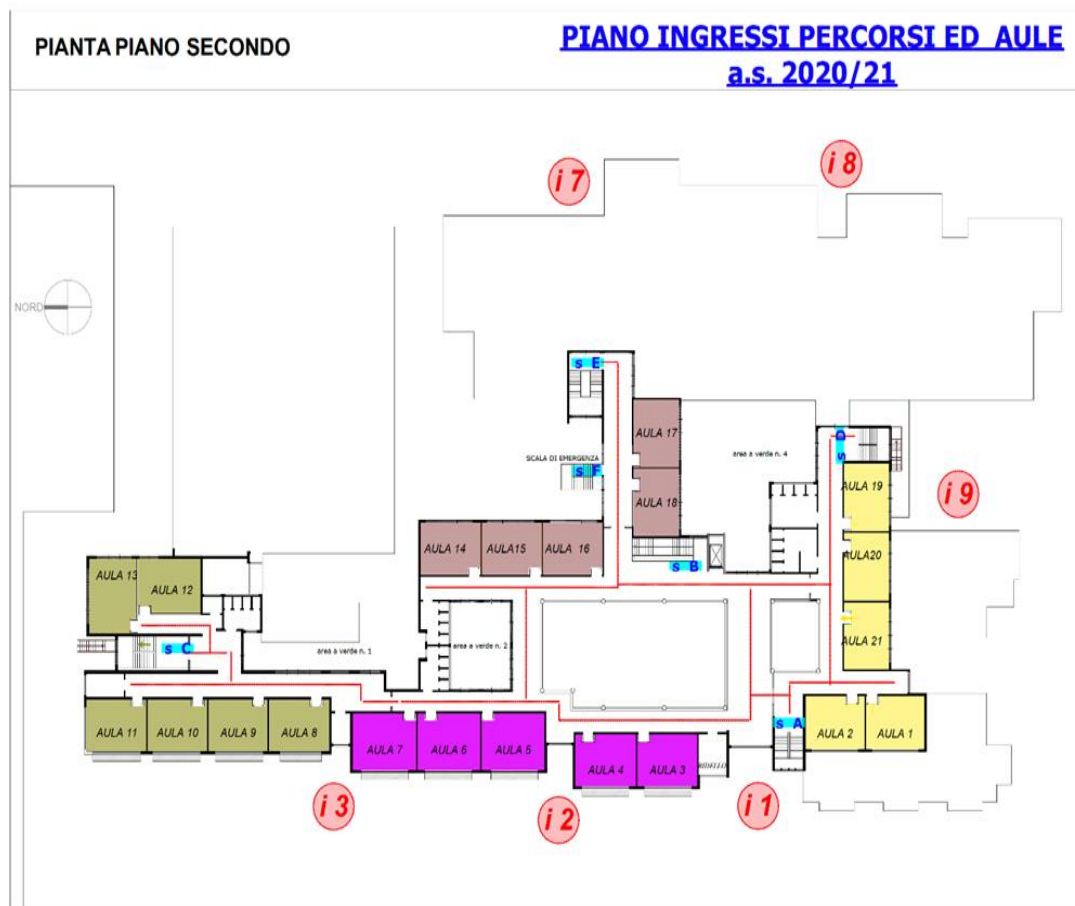 PIANTA PIANO SECONDO
PIANO INGRESSI PERCORSI ED AULE
a.s. 2020/21
i 7
i 8
NORD
s E
AULA 17
s D
SCALA DI EMERGENZA
s F
area a verde n. 4
AULA 19
i 9
AULA 18
AULA 14
AULA15
AULA 16
AULA20
s B
AULA 13
AULA 12
AULA 21
s C
area a verde n. 1
area a verde n. 2
AULA 11
AULA 10
AULA 9
AULA 8
AULA 7
AULA 6
AULA 5
s A
AULA 2
AULA 1
AULA 4
AULA 3
BIDELLO
i 3
i 2
i 1